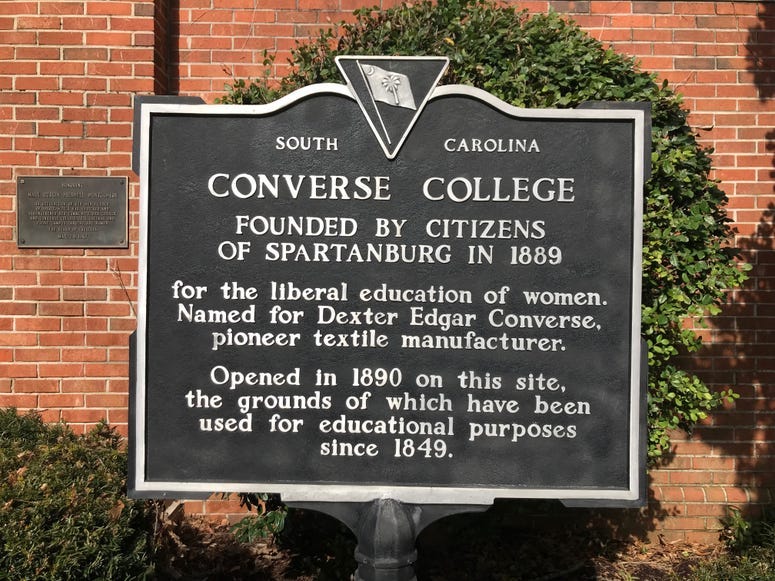 SOUTH CAROLINA
CONVERSE COLLEGE
FOUNDED BY CITIZENS
OF SPARTANBURG IN 1889
for the liberal education of women.
Named for Dexter Edgar Converse,
pioneer textile manufacturer.
Opened in 1890 on this site,
the grounds of which have been
used for educational purposes
since 1849.